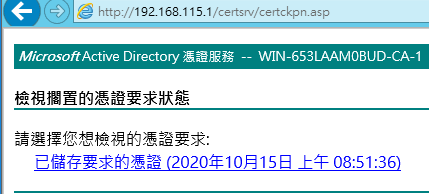 http://192.168.115.1/certsrv/certckpn.asp
Microsoft Active Directory 憑證服務 -- WIN-653LAAM0BUD-CA-1
檢視擱置的憑證要求狀態
請選擇您想檢視的憑證要求:
已儲存要求的憑證 (2020年10月15日 上午 08:51:36)